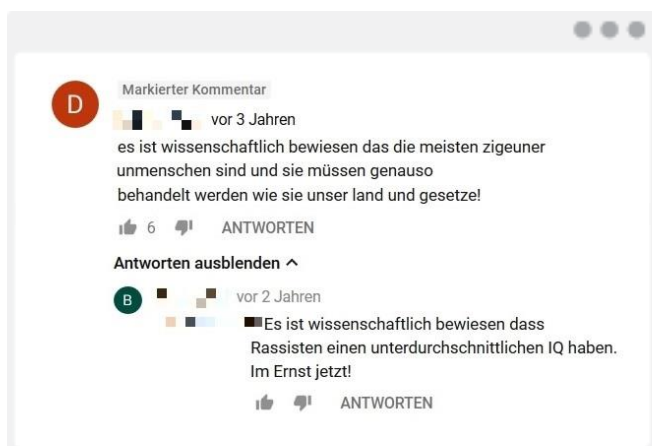 D
Markierter Kommentar
vor 3 Jahren
es ist wissenschaftlich bewiesen das die meisten zigeuner
unmenschen sind und sie müssen genauso
behandelt werden wie sie unser land und gesetze!
6 ANTWORTEN
Antworten ausblenden
B
vor 2 Jahren
Es ist wissenschaftlich bewiesen dass
Rassisten einen unterdurchschnittlichen IQ haben.
Im Ernst jetzt!
ANTWORTEN